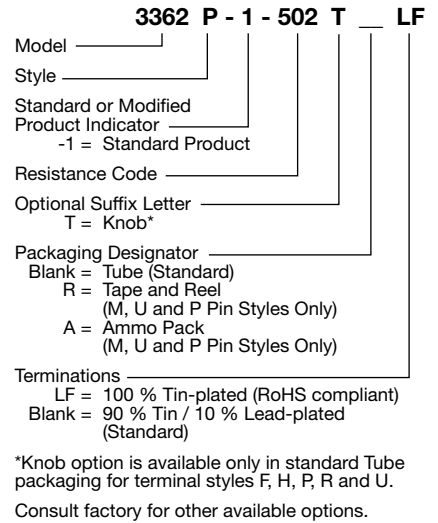 3362 P - 1 - 502 T __ LF
Model
Style
Standard or Modified
Product Indicator
-1 = Standard Product
Resistance Code
Optional Suffix Letter
T = Knob*
Packaging Designator
Blank = Tube (Standard)
R = Tape and Reel
(M, U and P Pin Styles Only)
A = Ammo Pack
(M, U and P Pin Styles Only)
Terminations
LF = 100 % Tin-plated (RoHS compliant)
Blank = 90 % Tin / 10 % Lead-plated
(Standard)
*Knob option is available only in standard Tube
packaging for terminal styles F, H, P, R and U.
Consult factory for other available options.